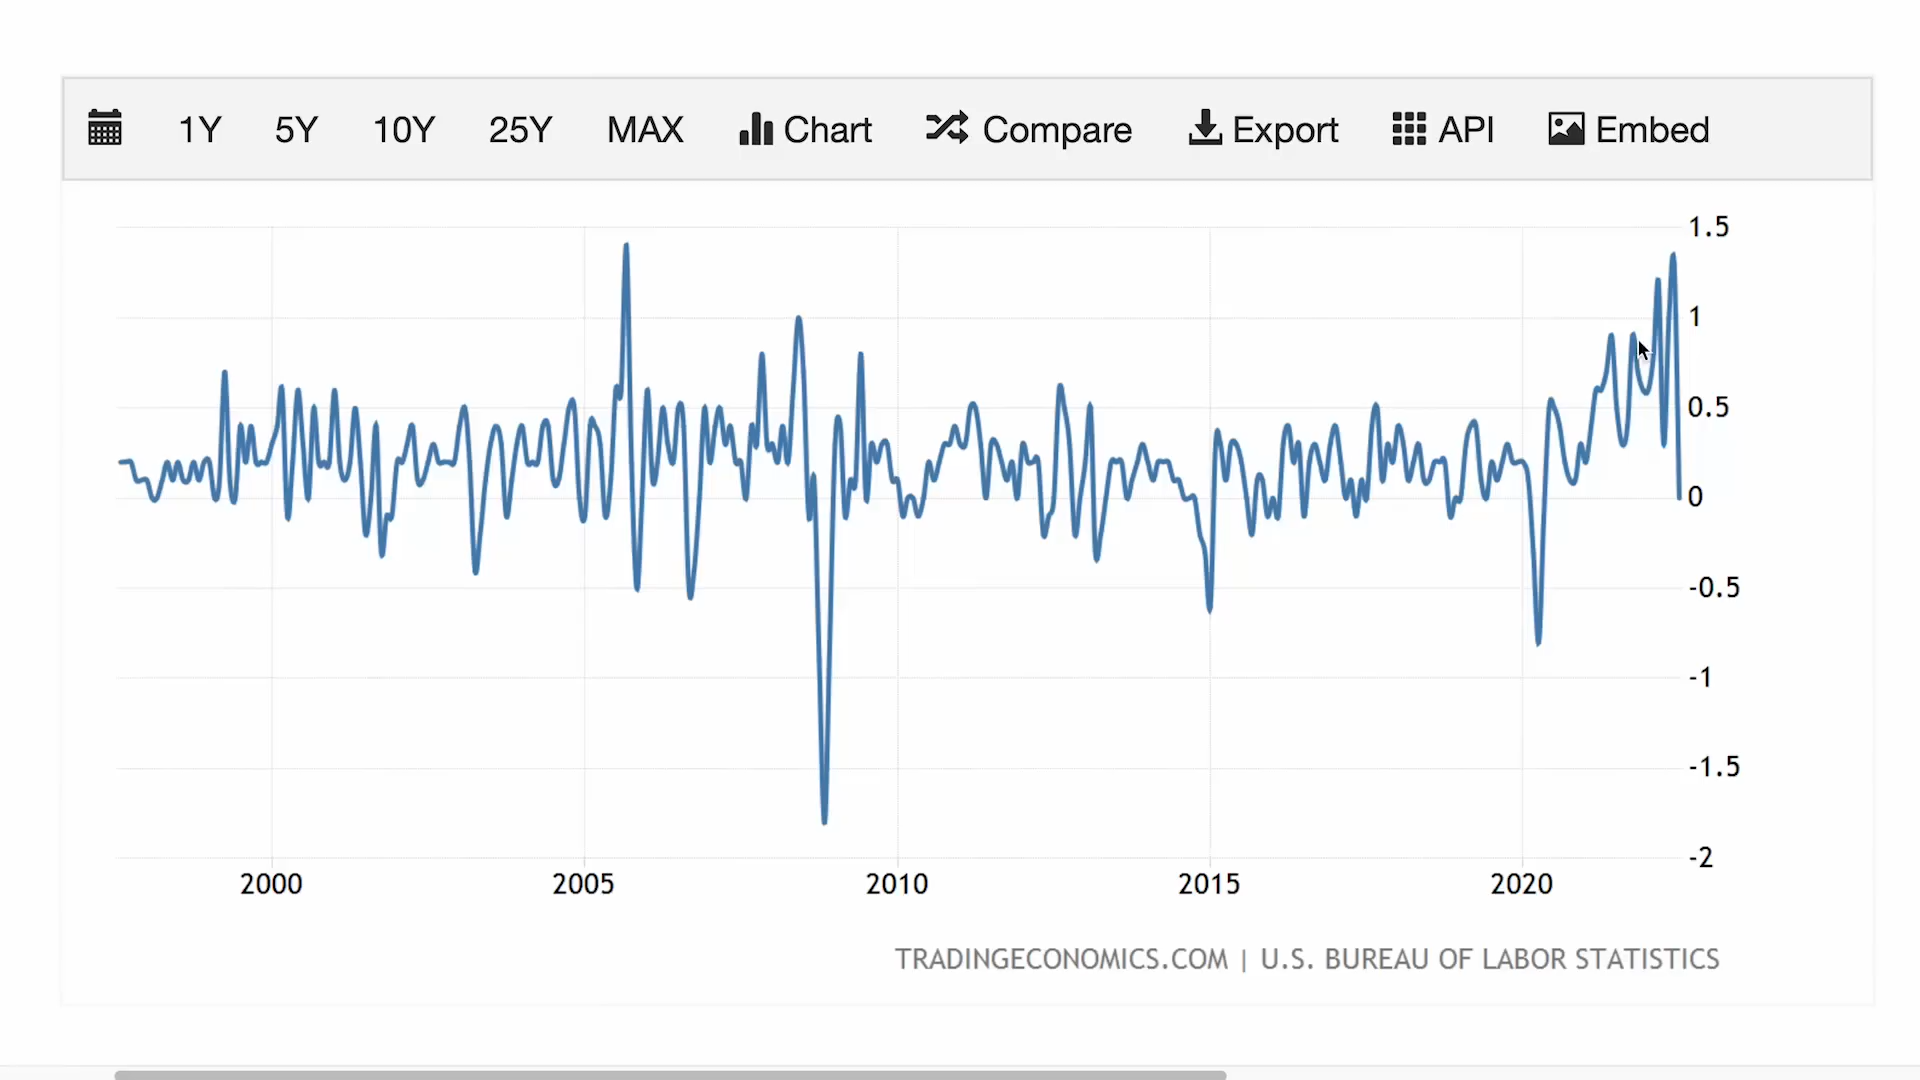 1Y 5Y 10Y 25Y MAX Chart Compare Export API Embed
1.5
1
0.5
0
-0.5
-1
-1.5
-2
2000 2005 2010 2015 2020
TRADINGECONOMICS.COM | U.S. BUREAU OF LABOR STATISTICS